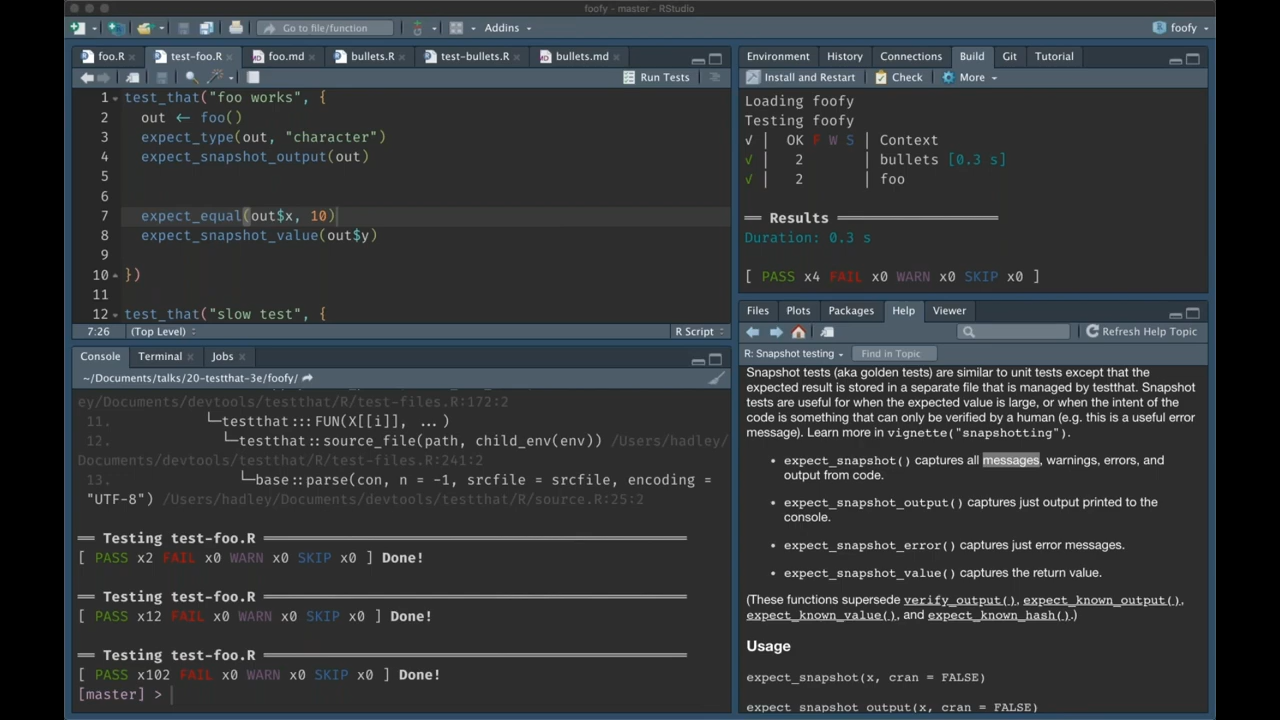 foofy - master - RStudio
Go to file/function
Addins
foofy
foo.R
test-foo.R
foo.md
bullets.R
test-bullets.R
bullets.md
Run Tests
1 test_that("foo works", {
2 out ← foo()
3 expect_type(out, "character")
4 expect_snapshot_output(out)
5
6
7 expect_equal(out$x, 10)
8 expect_snapshot_value(out$y)
9
10 })
11
12 test_that("slow test", {
7:26 (Top Level) R Script
Console Terminal Jobs
~/Documents/talks/20-testthat-3e/foofy/
ey/Documents/devtools/testthat/R/test-files.R:172:2
11. └─testthat:::FUN(X[[i]], ...)
12. └─testthat::source_file(path, child_env(env)) /Users/hadley/
Documents/devtools/testthat/R/test-files.R:241:2
13. └─base::parse(con, n = -1, srcfile = srcfile, encoding =
"UTF-8") /Users/hadley/Documents/devtools/testthat/R/source.R:25:2
══ Testing test-foo.R ══
[ PASS x2 FAIL x0 WARN x0 SKIP x0 ] Done!
══ Testing test-foo.R ══
[ PASS x12 FAIL x0 WARN x0 SKIP x0 ] Done!
══ Testing test-foo.R ══
[ PASS x102 FAIL x0 WARN x0 SKIP x0 ] Done!
[master] >
Environment History Connections Build Git Tutorial
Install and Restart Check More
Loading foofy
Testing foofy
√ | OK F W S | Context
√ | 2 | bullets [0.3 s]
√ | 2 | foo
══ Results ══
Duration: 0.3 s
[ PASS x4 FAIL x0 WARN x0 SKIP x0 ]
Files Plots Packages Help Viewer
Refresh Help Topic
R: Snapshot testing Find in Topic
Snapshot tests (aka golden tests) are similar to unit tests except that the
expected result is stored in a separate file that is managed by testthat. Snapshot
tests are useful for when the expected value is large, or when the intent of the
code is something that can only be verified by a human (e.g. this is a useful error
message). Learn more in vignette("snapshotting").
• expect_snapshot() captures all messages, warnings, errors, and
output from code.
• expect_snapshot_output() captures just output printed to the
console.
• expect_snapshot_error() captures just error messages.
• expect_snapshot_value() captures the return value.
(These functions supersede verify_output(), expect_known_output(),
expect_known_value(), and expect_known_hash().)
Usage
expect_snapshot(x, cran = FALSE)
expect_snapshot_output(x, cran = FALSE)